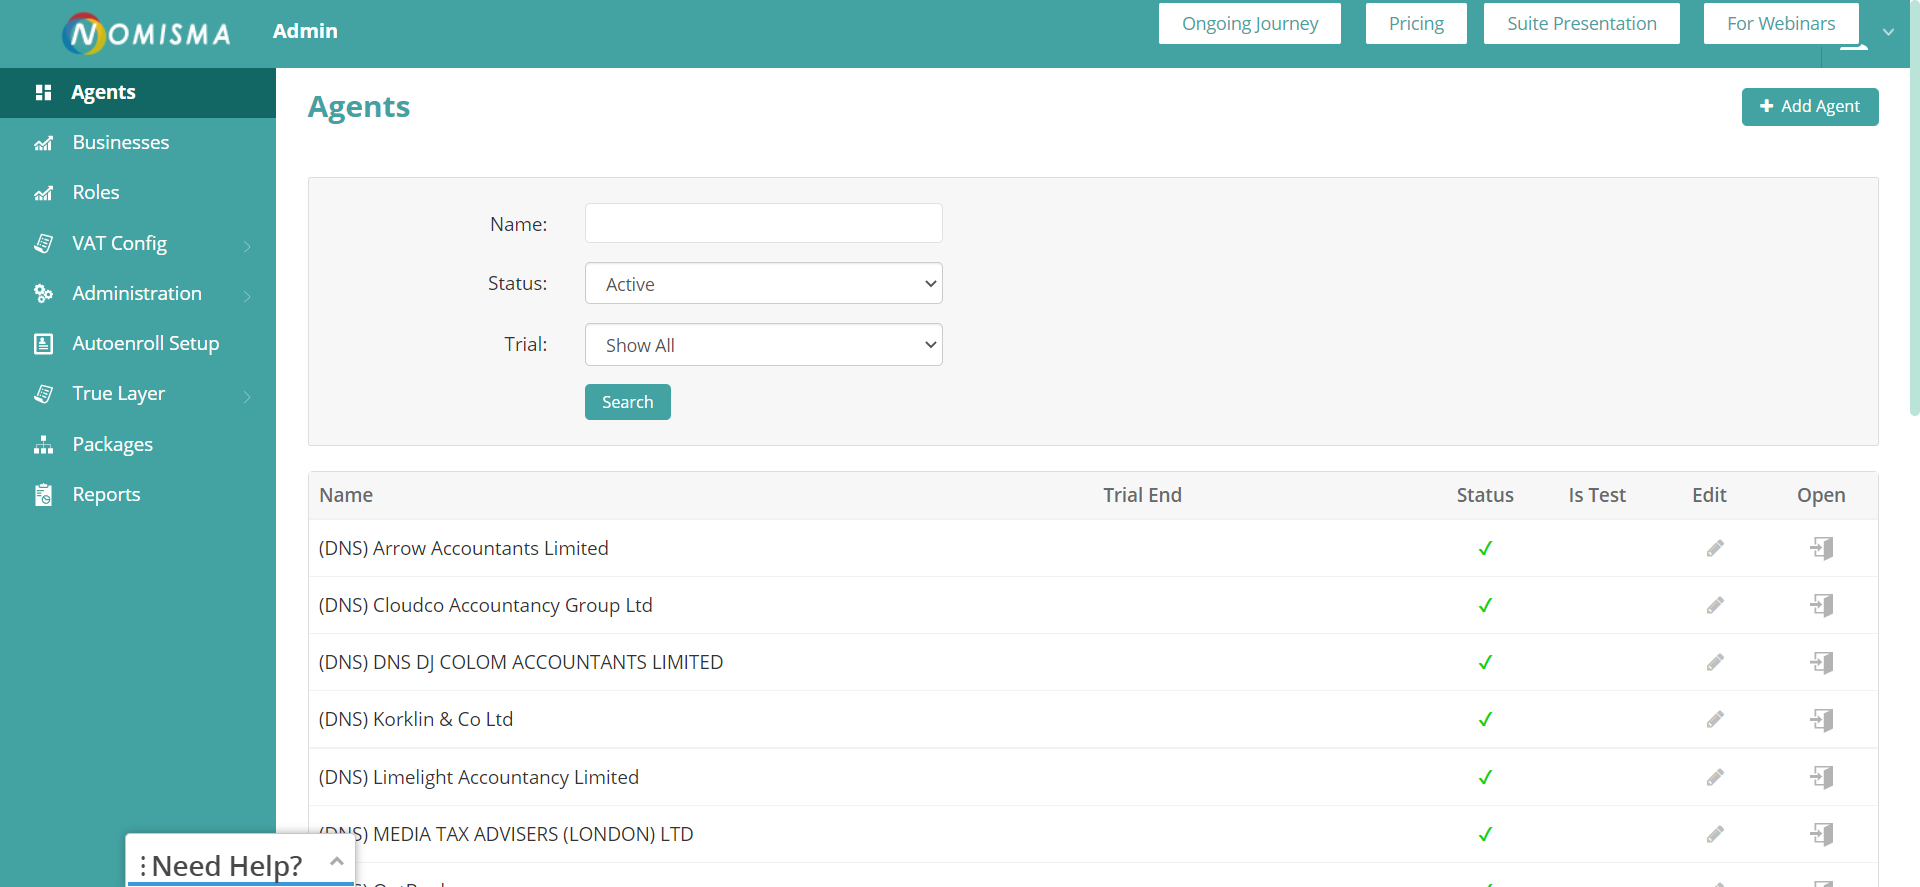 NOMISMA
Admin
Ongoing Journey
Pricing
Suite Presentation
For Webinars
Agents
Businesses
Roles
VAT Config
Administration
Autoenroll Setup
True Layer
Packages
Reports
Agents
Add Agent
Name:
Status:
Active
Trial:
Show All
Search
Name Trial End Status Is Test Edit Open
(DNS) Arrow Accountants Limited
(DNS) Cloudco Accountancy Group Ltd
(DNS) DNS DJ COLOM ACCOUNTANTS LIMITED
(DNS) Korklin & Co Ltd
(DNS) Limelight Accountancy Limited
(DNS) MEDIA TAX ADVISERS (LONDON) LTD
Need Help?